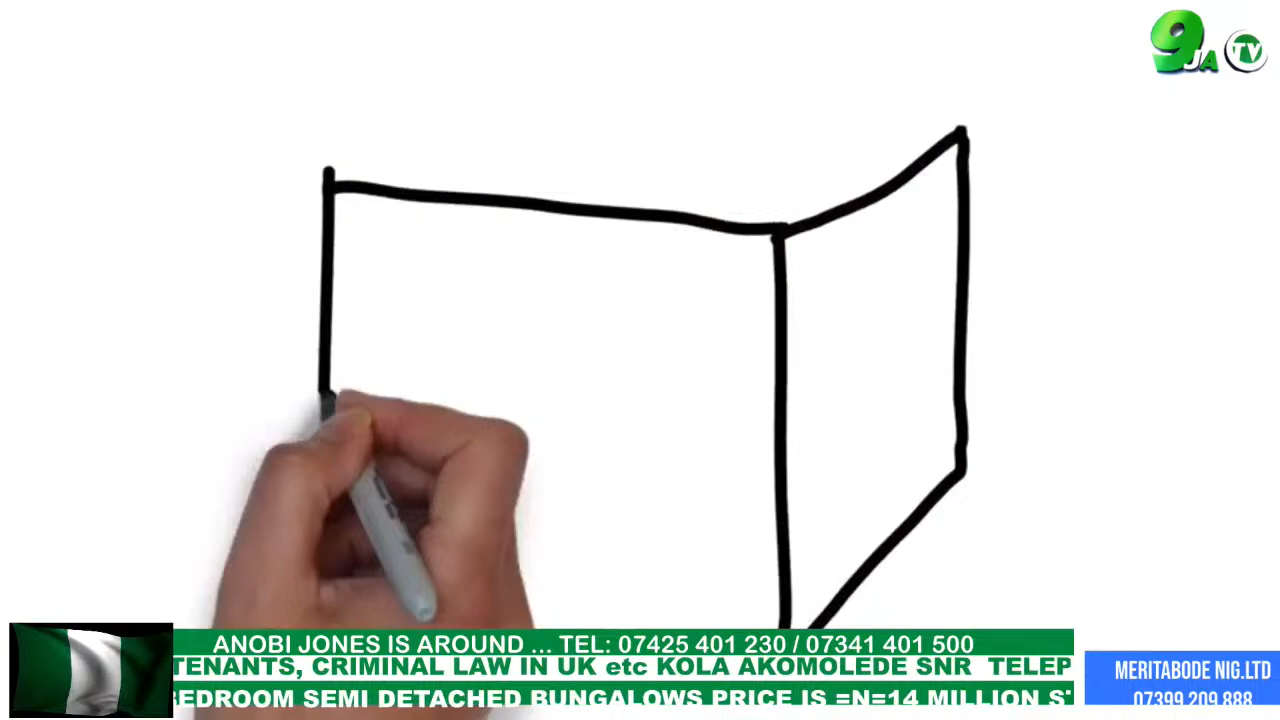 9JA TV
ANOBI JONES IS AROUND ... TEL: 07425 401 230 / 07341 401 500
TENANTS, CRIMINAL LAW IN UK etc KOLA AKOMOLEDE SNR TELEP
BEDROOM SEMI DETACHED BUNGALOWS PRICE IS =N=14 MILLION
MERITABODE NIG.LTD
07399 209 888